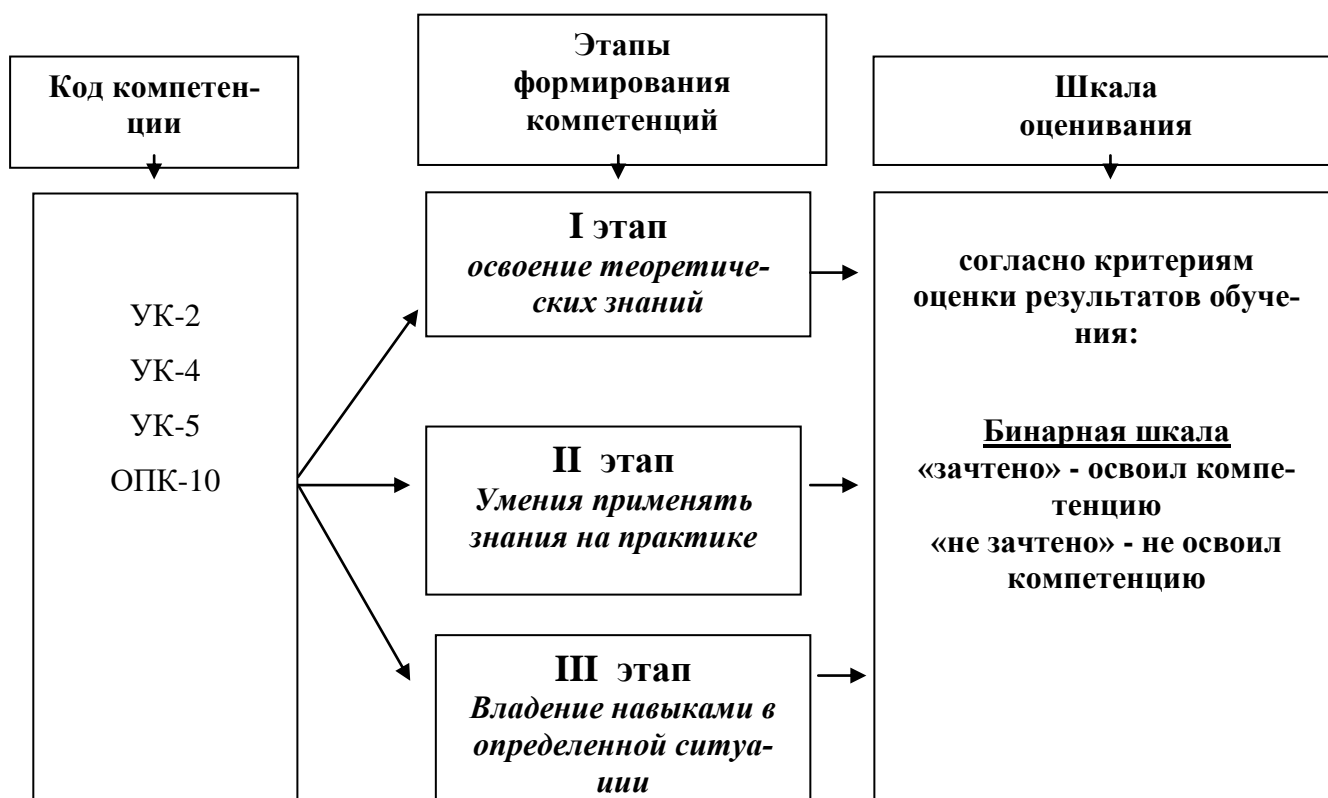 Код компетен-
ции
Этапы
формирования
компетенций
Шкала
оценивания
УК-2
УК-4
УК-5
ОПК-10
I этап
освоение теоретиче-
ских знаний
II этап
Умения применять
знания на практике
III этап
Владение навыками в
определенной ситуа-
ции
согласно критериям
оценки результатов обуче-
ния:
Бинарная шкала
«зачтено» - освоил компе-
тенцию
«не зачтено» - не освоил
компетенцию